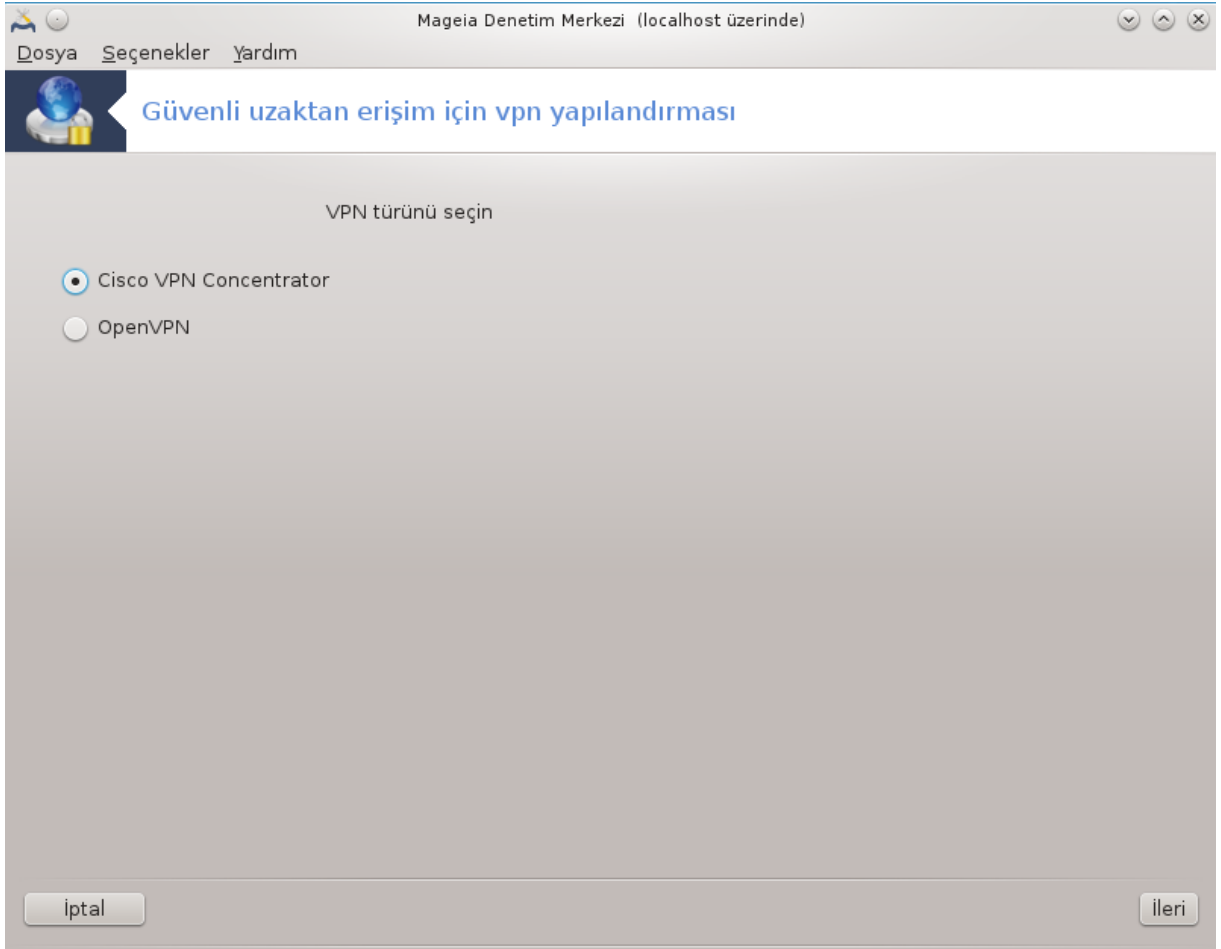 Mageia Denetim Merkezi (localhost üzerinde)
Dosya Seçenekler Yardım
Güvenli uzaktan erişim için vpn yapılandırması
VPN türünü seçin
Cisco VPN Concentrator
OpenVPN
İptal İleri